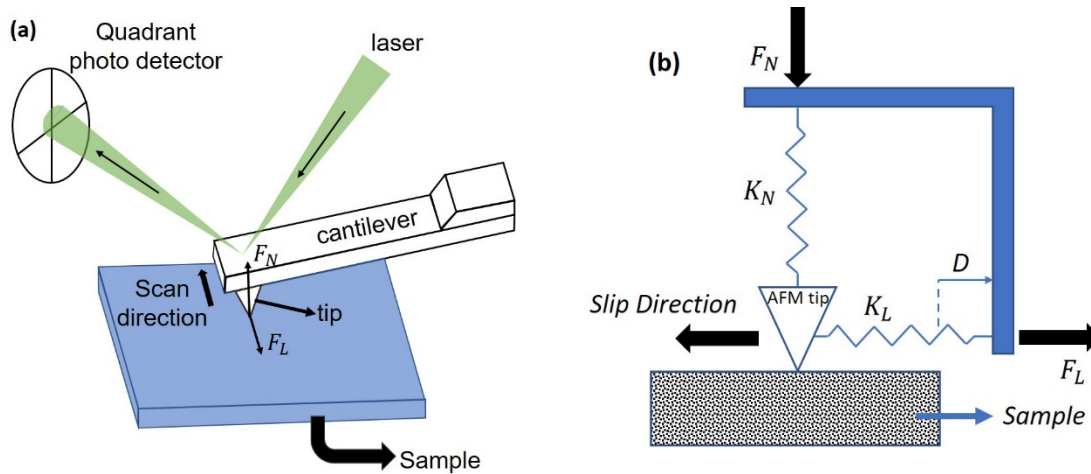 (a)
Quadrant
photo detector
laser
cantilever
F_N
Scan
direction
tip
F_L
Sample
(b)
F_N
K_N
D
Slip Direction
AFM tip
K_L
F_L
Sample